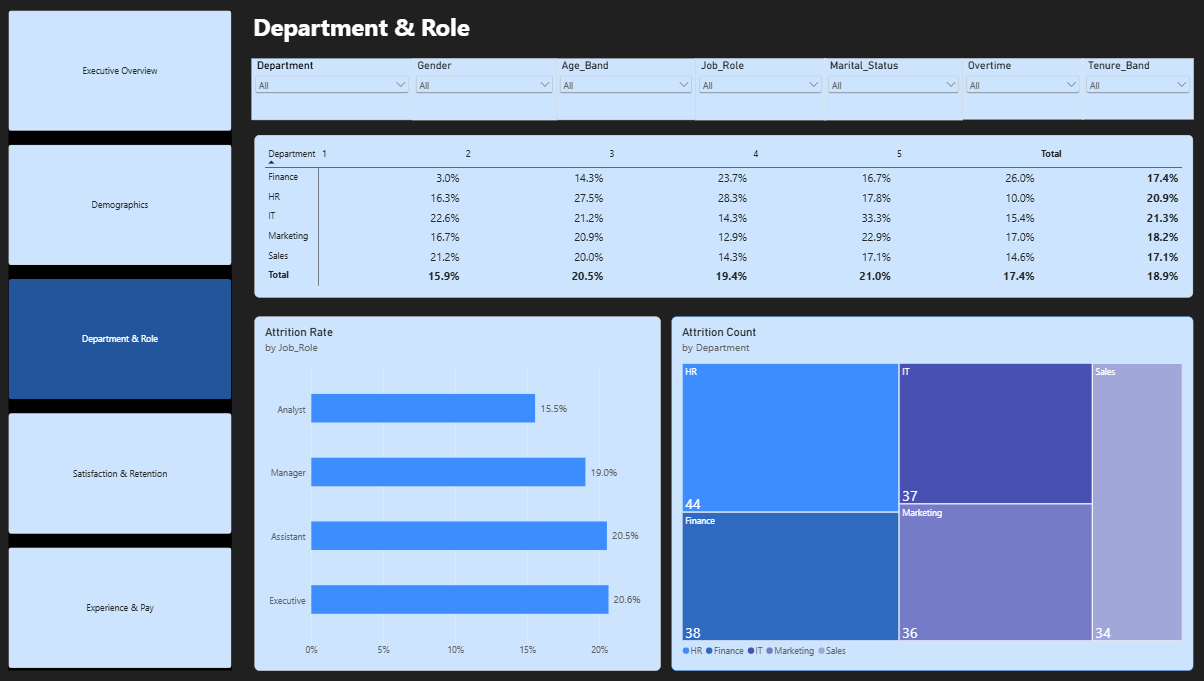 Executive Overview
Demographics
Department & Role
Satisfaction & Retention
Experience & Pay
Department & Role
Department Gender Age_Band Job_Role Marital_Status Overtime Tenure_Band
All All All All All All All
Department 1 2 3 4 5 Total
Finance 3.0% 14.3% 23.7% 16.7% 26.0% 17.4%
HR 16.3% 27.5% 28.3% 17.8% 10.0% 20.9%
IT 22.6% 21.2% 14.3% 33.3% 15.4% 21.3%
Marketing 16.7% 20.9% 12.9% 22.9% 17.0% 18.2%
Sales 21.2% 20.0% 14.3% 17.1% 14.6% 17.1%
Total 15.9% 20.5% 19.4% 21.0% 17.4% 18.9%
Attrition Rate
by Job_Role
Analyst 15.5%
Manager 19.0%
Assistant 20.5%
Executive 20.6%
0% 5% 10% 15% 20%
Attrition Count
by Department
HR
44
Finance
38
IT
37
Marketing
36
Sales
34
HR Finance IT Marketing Sales